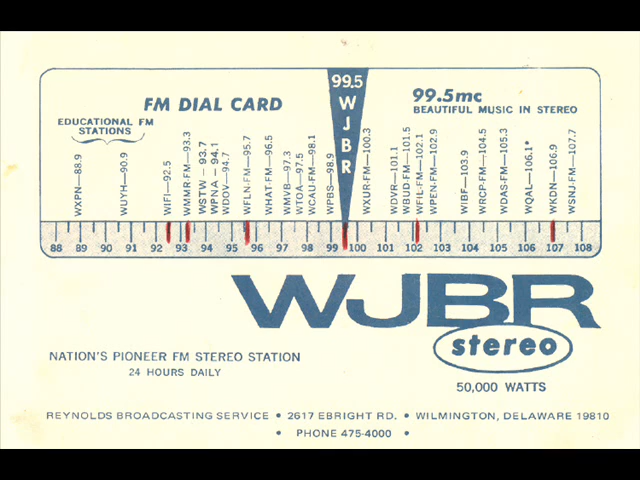 FM DIAL CARD
EDUCATIONAL FM
STATIONS
99.5
W
J
B
R
99.5mc
BEAUTIFUL MUSIC IN STEREO
WXPN—88.9
WUYH—90.9
WIFI—92.5
WMMR-FM—93.3
WSTW – 93.7
WPNA – 94.1
WDOV—94.7
WFLN-FM—95.7
WHAT-FM—96.5
WMVB—97.3
WTOA—97.5
WCAU-FM—98.1
WPBS—98.9
WXUR-FM—100.3
WDVR—101.1
WBUD-FM—101.5
WFIL-FM—102.1
WPEN-FM—102.9
WIBF—103.9
WRCP-FM—104.5
WDAS-FM—105.3
WQAL—106.1*
WKDN—106.9
WSNJ-FM—107.7
88 89 90 91 92 93 94 95 96 97 98 99 100 101 102 103 104 105 106 107 108
WJBR
stereo
NATION'S PIONEER FM STEREO STATION
24 HOURS DAILY
50,000 WATTS
REYNOLDS BROADCASTING SERVICE • 2617 EBRIGHT RD. • WILMINGTON, DELAWARE 19810
• PHONE 475-4000 •